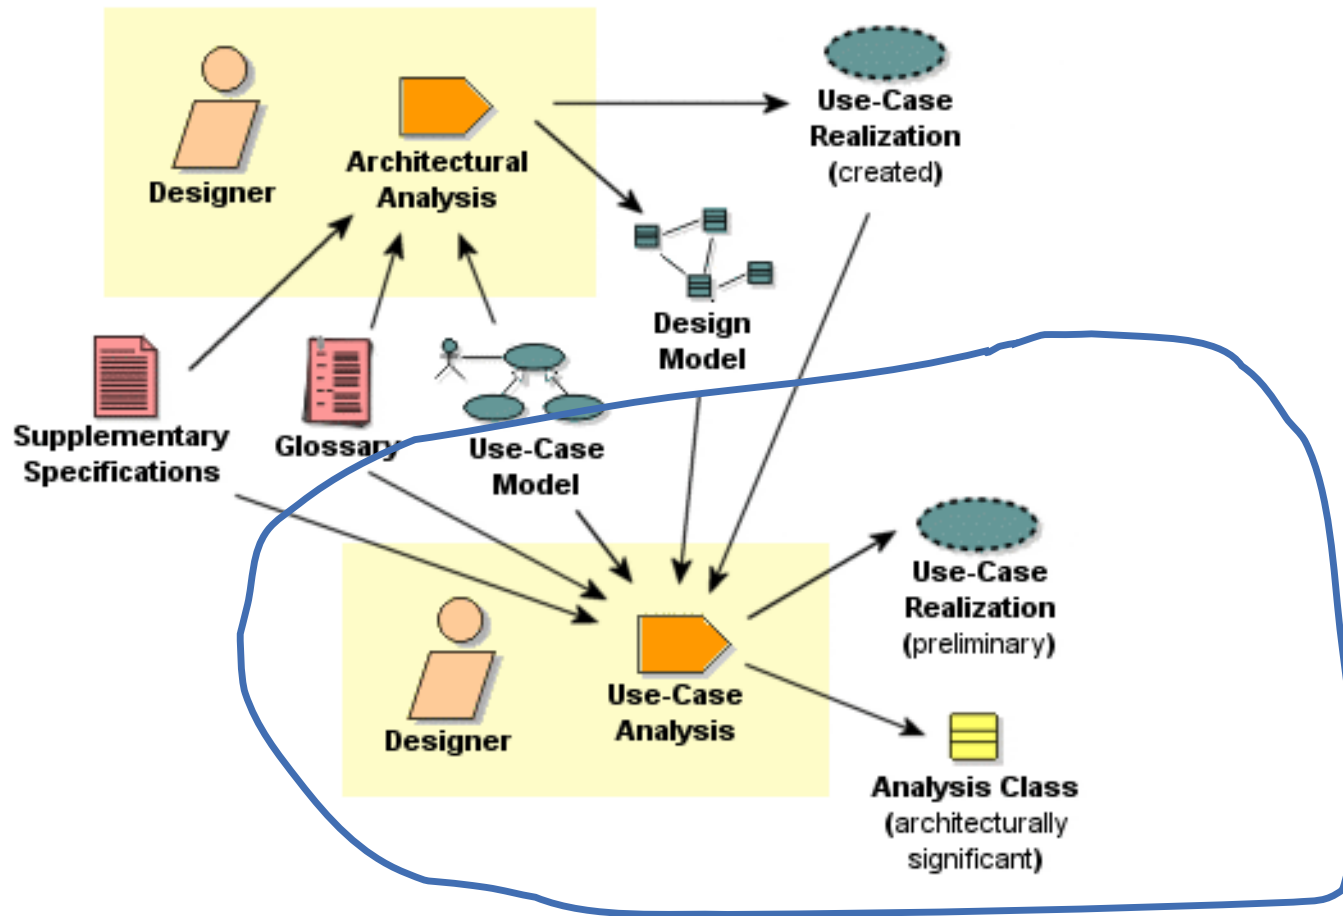 Designer
Architectural
Analysis
Use-Case
Realization
(created)
Design
Model
Supplementary
Specifications
Glossary
Use-Case
Model
Designer
Use-Case
Analysis
Use-Case
Realization
(preliminary)
Analysis Class
(architecturally
significant)